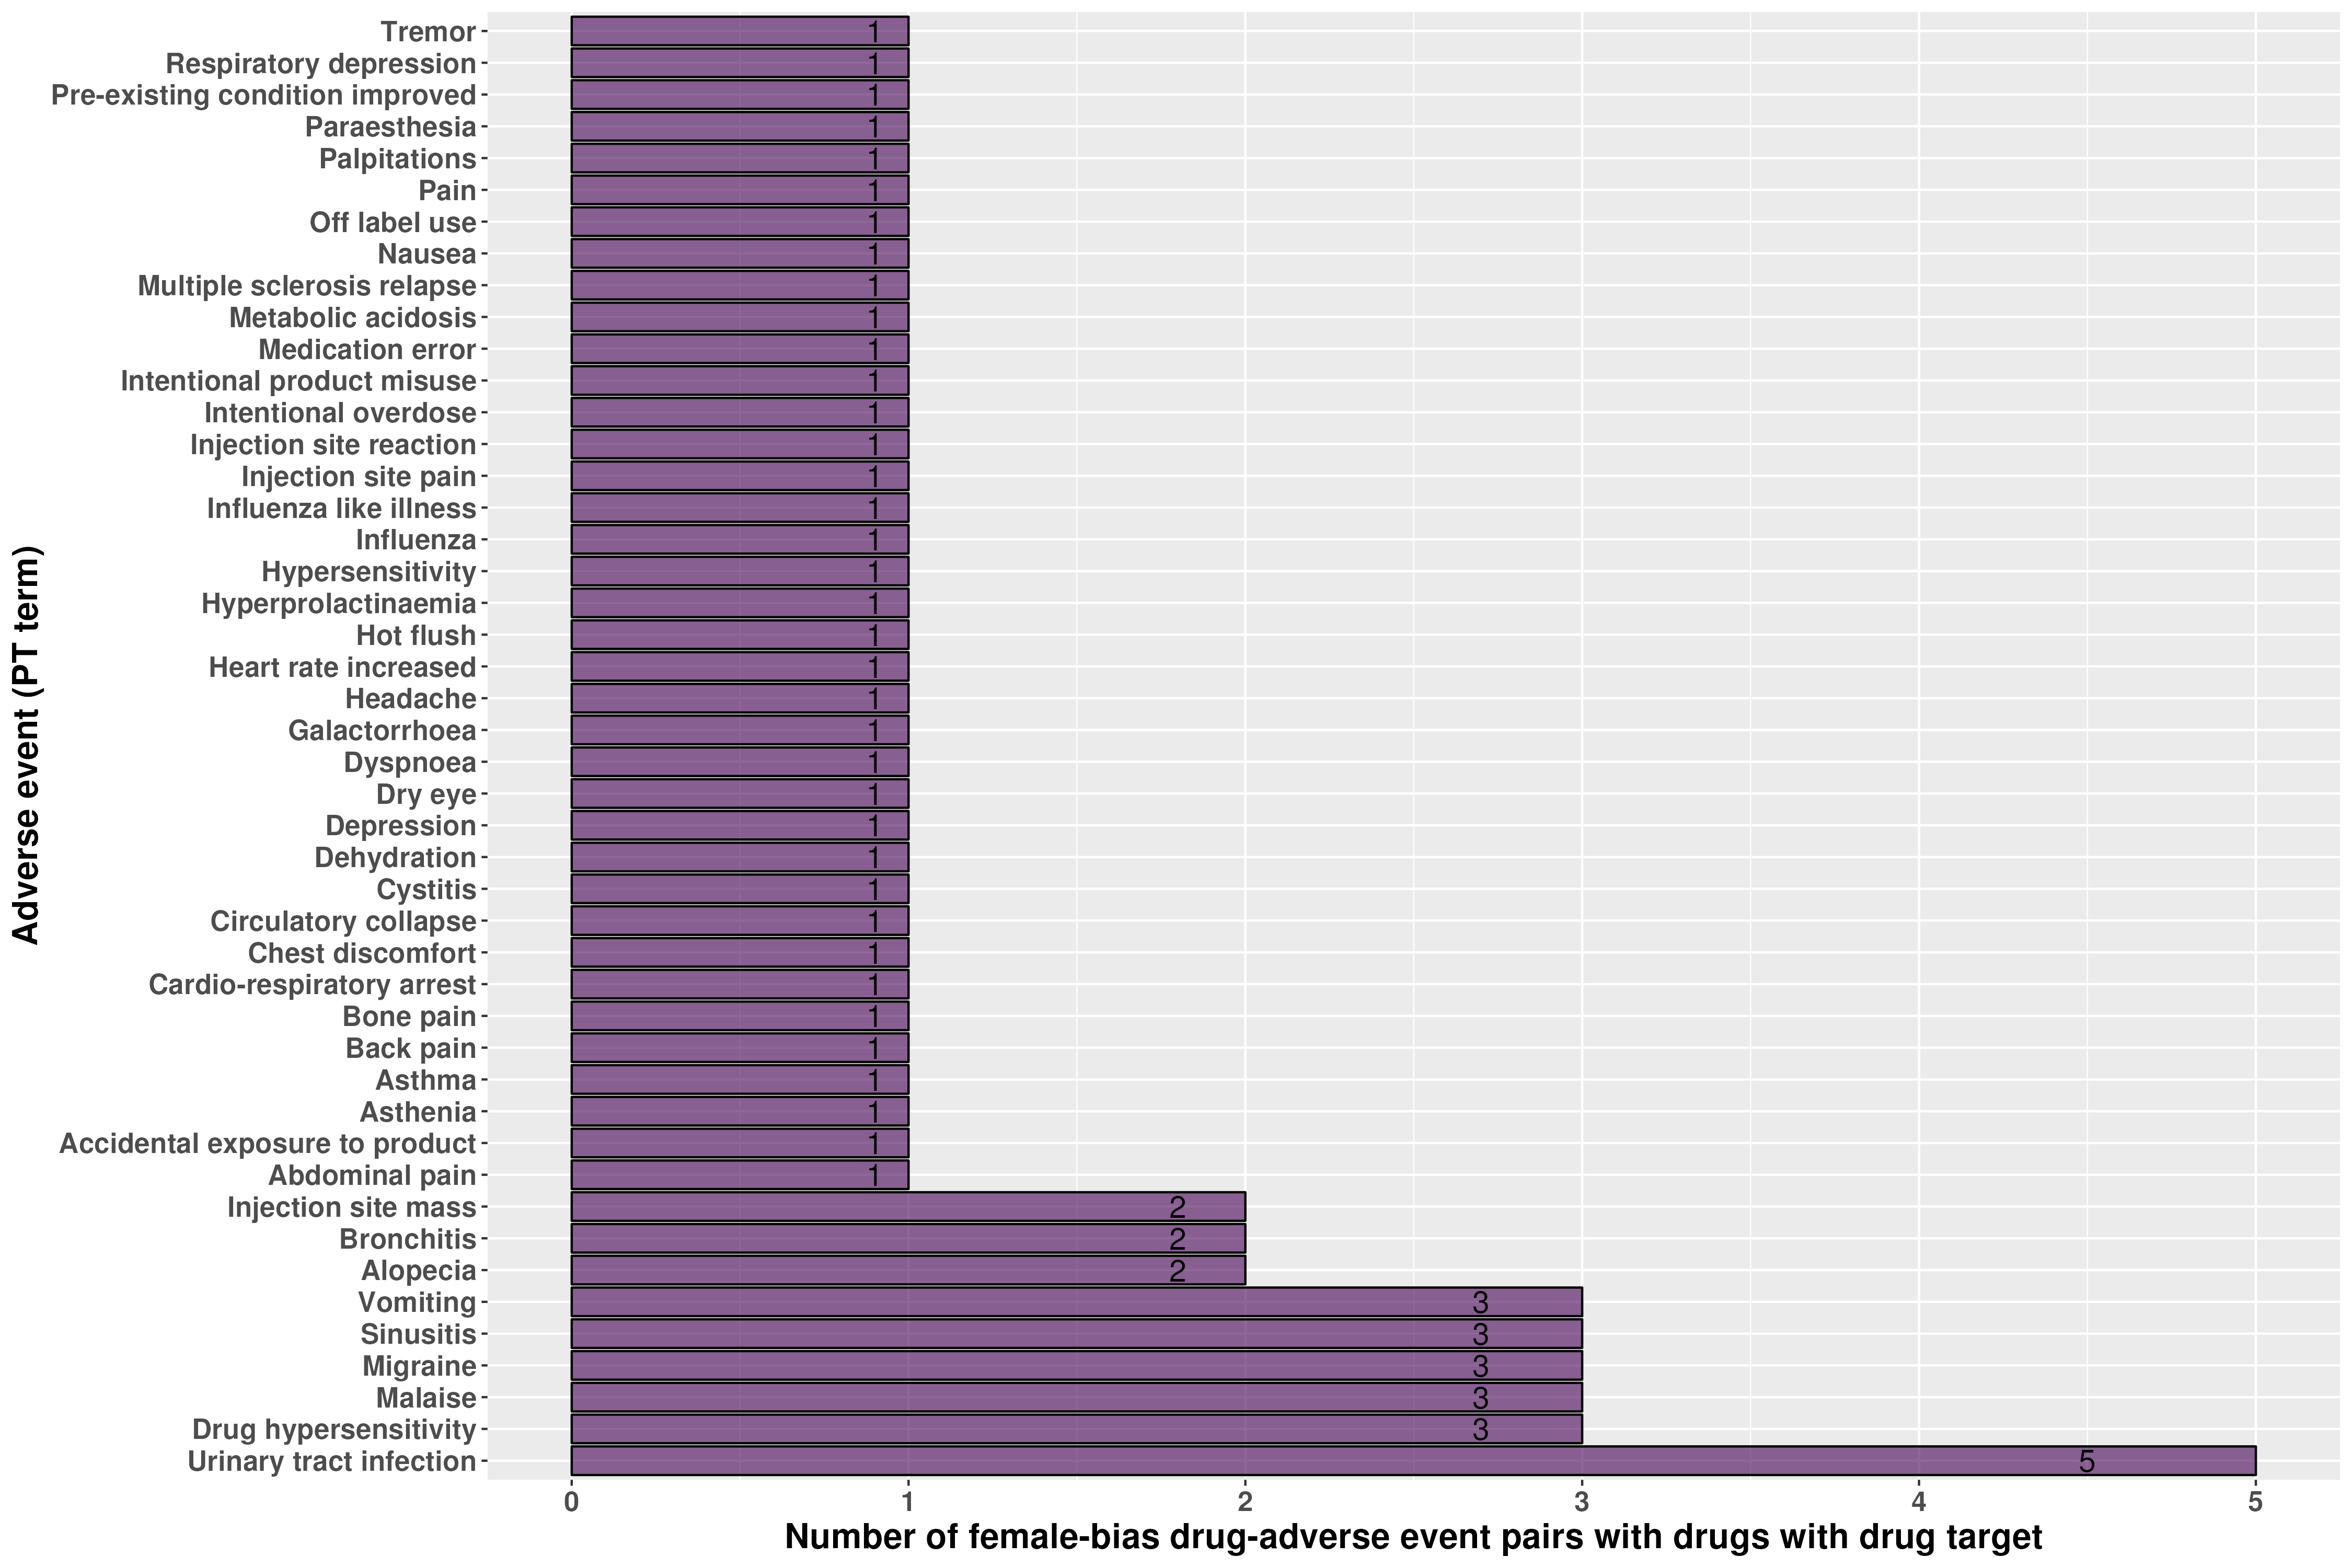 Adverse event (PT term)
Tremor 1
Respiratory depression 1
Pre-existing condition improved 1
Paraesthesia 1
Palpitations 1
Pain 1
Off label use 1
Nausea 1
Multiple sclerosis relapse 1
Metabolic acidosis 1
Medication error 1
Intentional product misuse 1
Intentional overdose 1
Injection site reaction 1
Injection site pain 1
Influenza like illness 1
Influenza 1
Hypersensitivity 1
Hyperprolactinaemia 1
Hot flush 1
Heart rate increased 1
Headache 1
Galactorrhoea 1
Dyspnoea 1
Dry eye 1
Depression 1
Dehydration 1
Cystitis 1
Circulatory collapse 1
Chest discomfort 1
Cardio-respiratory arrest 1
Bone pain 1
Back pain 1
Asthma 1
Asthenia 1
Accidental exposure to product 1
Abdominal pain 1
Injection site mass 2
Bronchitis 2
Alopecia 2
Vomiting 3
Sinusitis 3
Migraine 3
Malaise 3
Drug hypersensitivity 3
Urinary tract infection 5
0 1 2 3 4 5
Number of female-bias drug-adverse event pairs with drugs with drug target